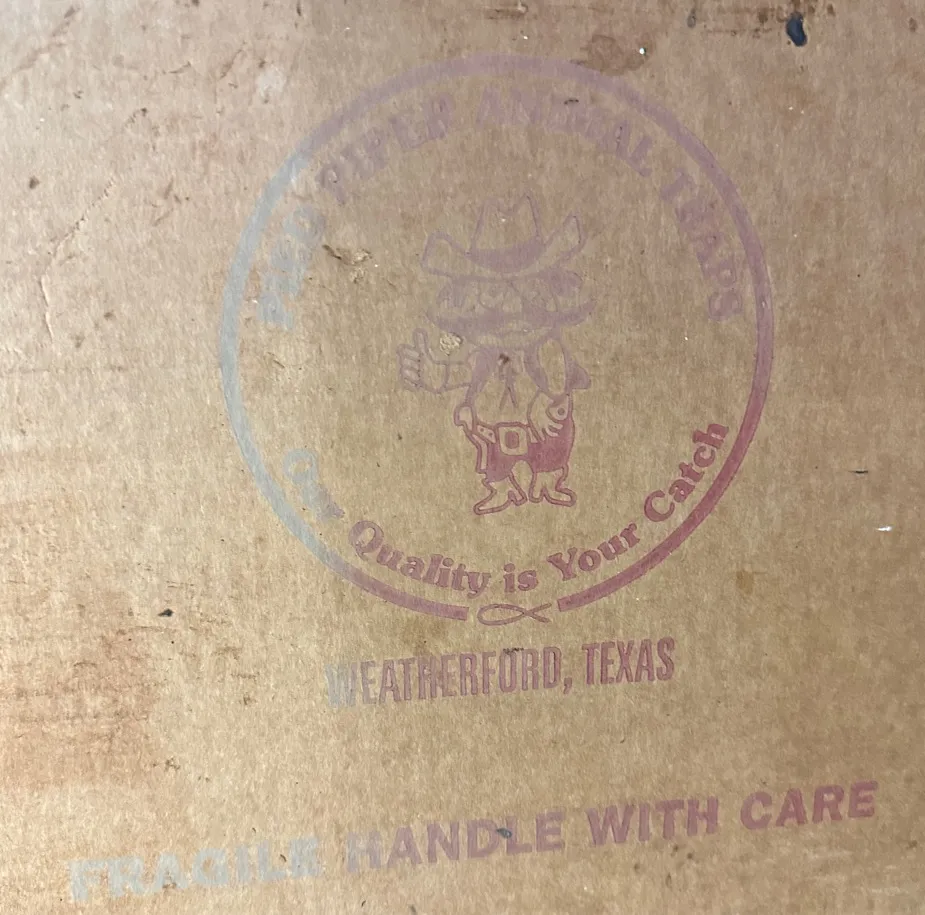 PIED PIPER ANIMAL TRAPS
Our Quality is Your Catch
WEATHERFORD, TEXAS
FRAGILE HANDLE WITH CARE